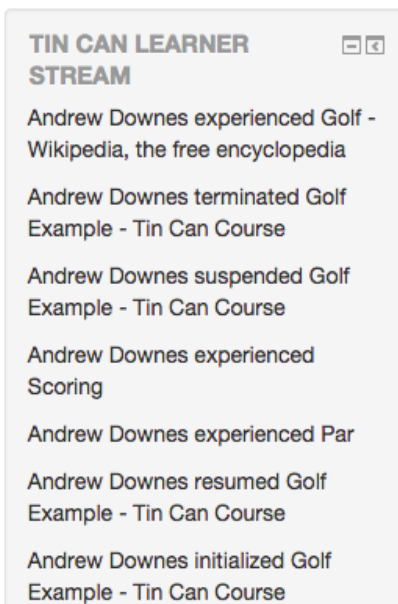 TIN CAN LEARNER
STREAM
Andrew Downes experienced Golf -
Wikipedia, the free encyclopedia
Andrew Downes terminated Golf
Example - Tin Can Course
Andrew Downes suspended Golf
Example - Tin Can Course
Andrew Downes experienced
Scoring
Andrew Downes experienced Par
Andrew Downes resumed Golf
Example - Tin Can Course
Andrew Downes initialized Golf
Example - Tin Can Course